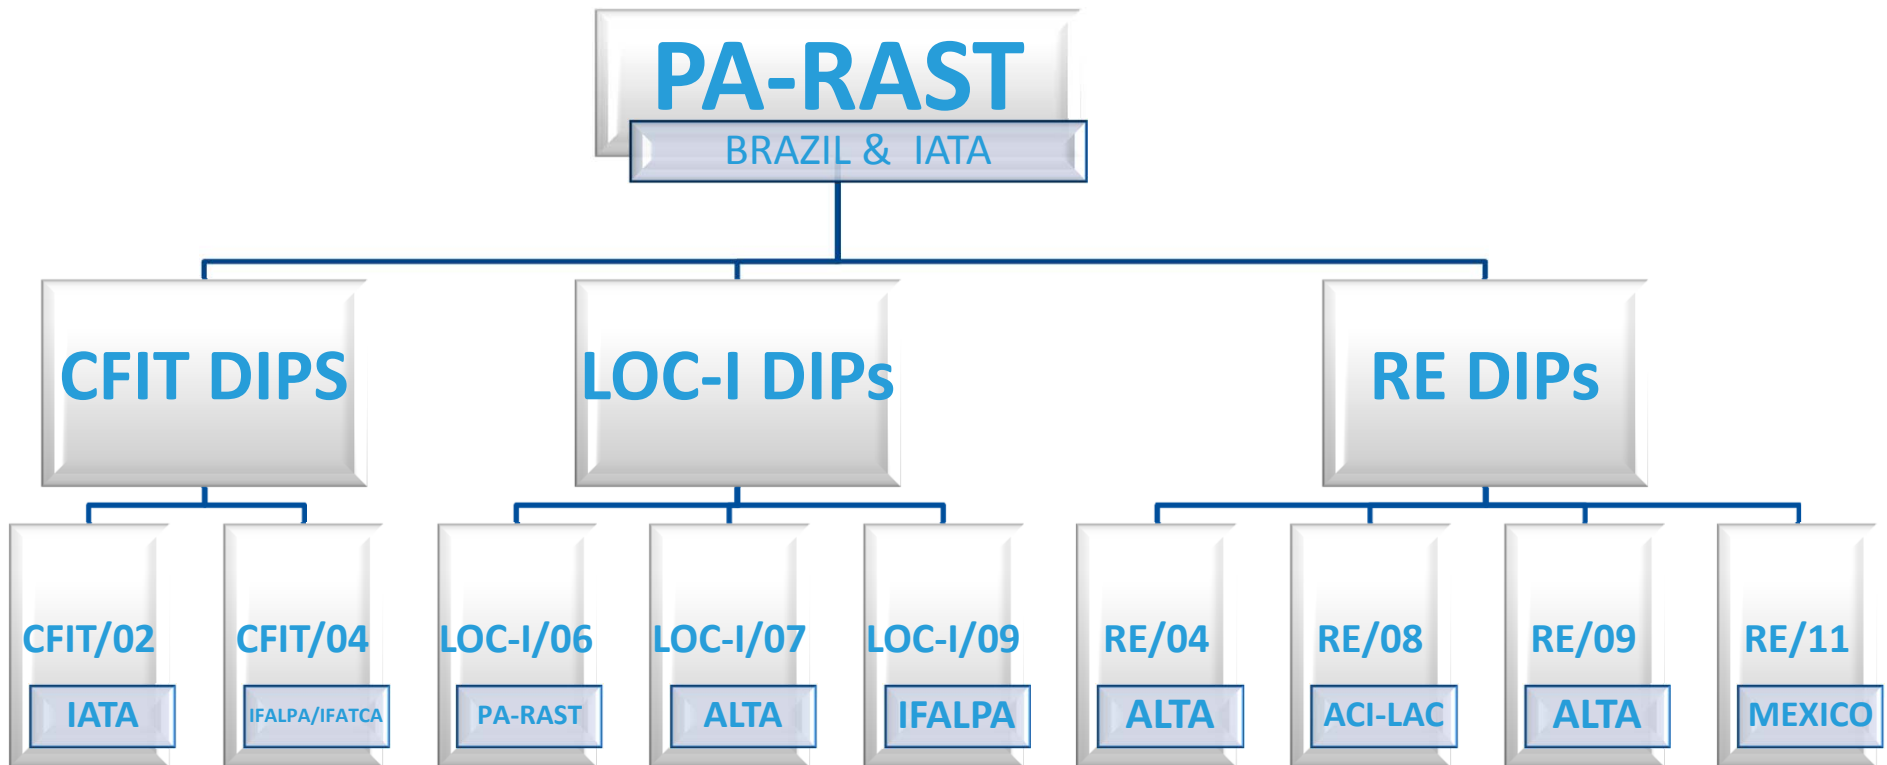 PA-RAST
BRAZIL & IATA
CFIT DIPS
LOC-I DIPs
RE DIPs
CFIT/02
IATA
CFIT/04
IFALPA/IFATCA
LOC-I/06
PA-RAST
LOC-I/07
ALTA
LOC-I/09
IFALPA
RE/04
ALTA
RE/08
ACI-LAC
RE/09
ALTA
RE/11
MEXICO